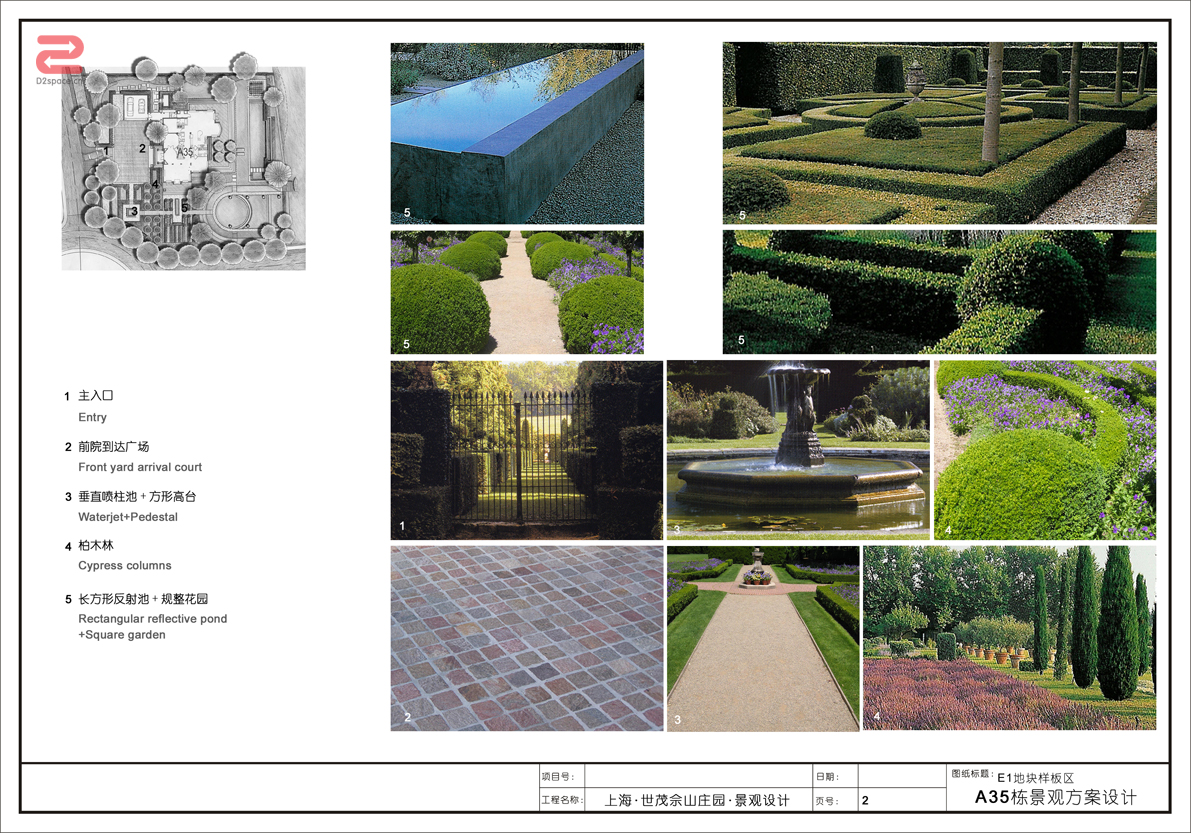 D2space.cn
1
2
A35
4
3
5
1 主入口
Entry
2 前院到达广场
Front yard arrival court
3 垂直喷柱池 + 方形高台
Waterjet+Pedestal
4 柏木林
Cypress columns
5 长方形反射池 + 规整花园
Rectangular reflective pond
+Square garden
5
5
5
5
1
3
4
2
3
4
项目号:
日期:
图纸标题: E1地块样板区
工程名称: 上海·世茂佘山庄园·景观设计
页号: 2
A35栋景观方案设计